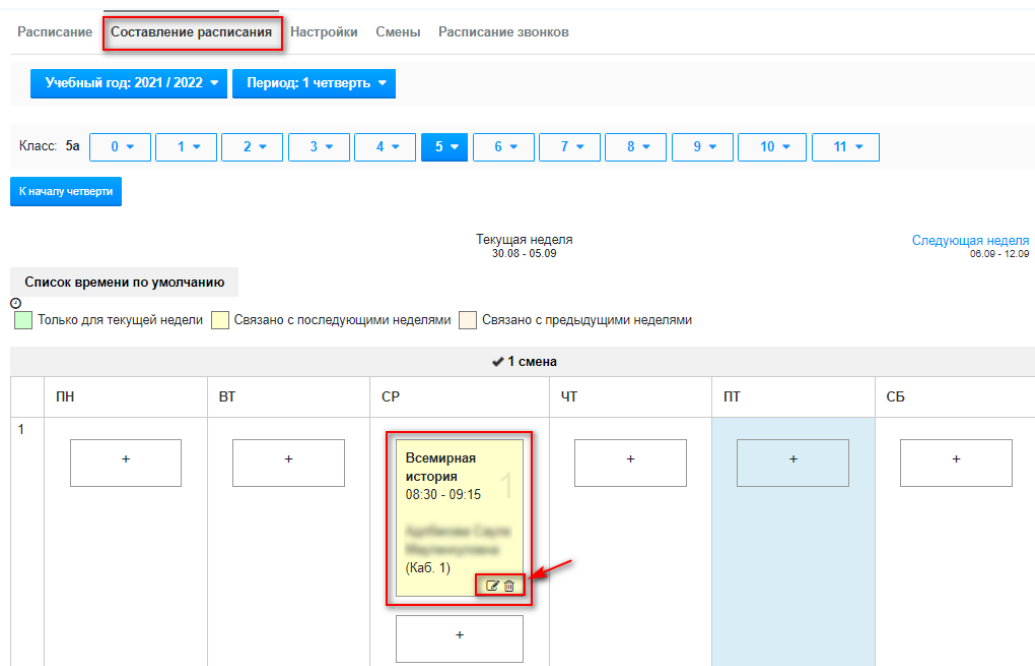 Расписание Составление расписания Настройки Смены Расписание звонков
Учебный год: 2021 / 2022 Период: 1 четверть
Класс: 5а 0 1 2 3 4 5 6 7 8 9 10 11
К началу четверти
Текущая неделя Следующая неделя
30.08 - 05.09 06.09 - 12.09
Список времени по умолчанию
Только для текущей недели Связано с последующими неделями Связано с предыдущими неделями
1 смена
ПН ВТ СР ЧТ ПТ СБ
1
+ + Всемирная + + +
история
1
08:30 - 09:15
(Каб. 1)
+